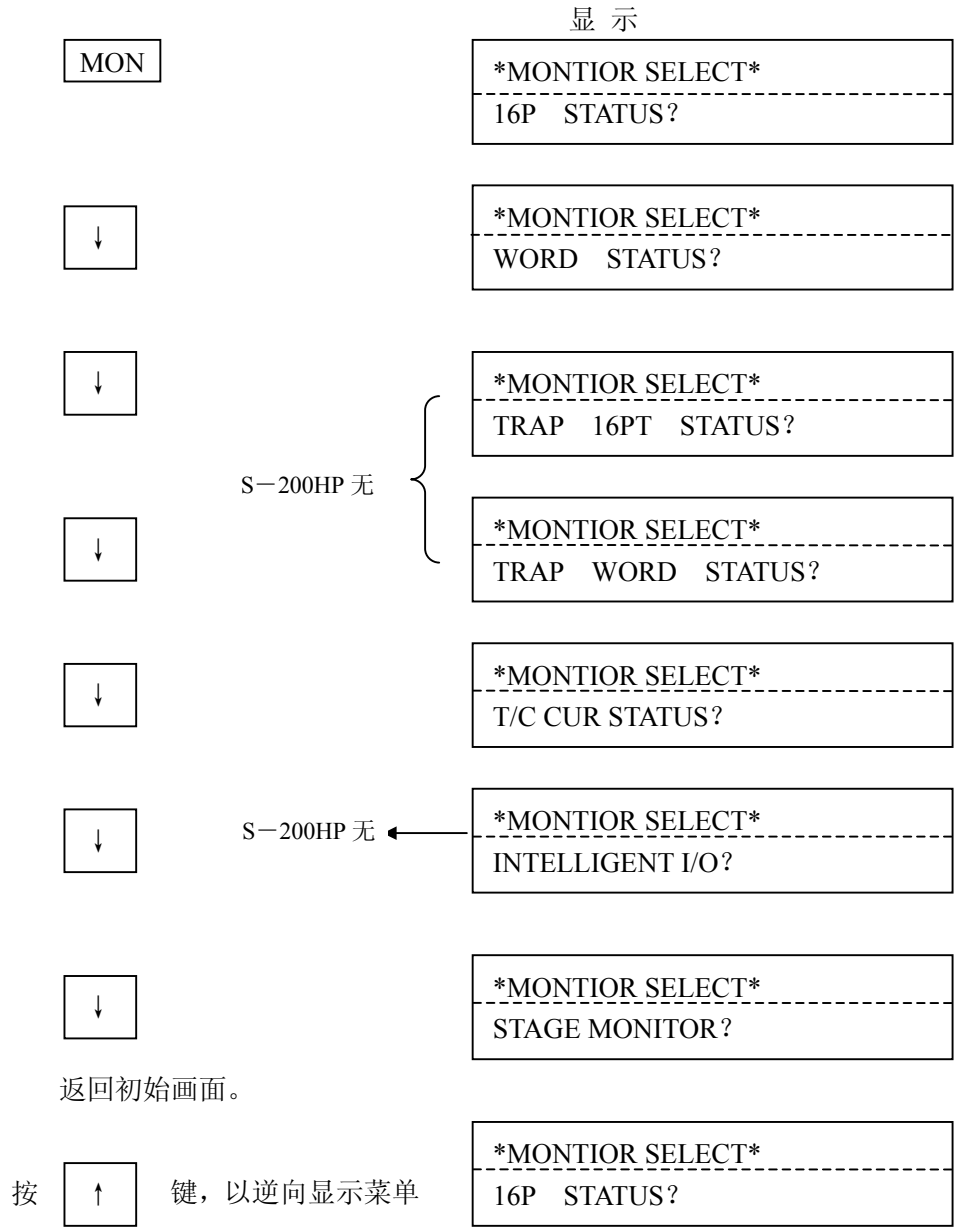 显 示
MON
*MONTIOR SELECT*
16P STATUS？
↓
*MONTIOR SELECT*
WORD STATUS？
↓
*MONTIOR SELECT*
TRAP 16PT STATUS？
S－200HP 无
↓
*MONTIOR SELECT*
TRAP WORD STATUS？
↓
*MONTIOR SELECT*
T/C CUR STATUS？
↓
S－200HP 无
*MONTIOR SELECT*
INTELLIGENT I/O？
↓
*MONTIOR SELECT*
STAGE MONITOR？
返回初始画面。
按 ↑ 键，以逆向显示菜单
*MONTIOR SELECT*
16P STATUS？